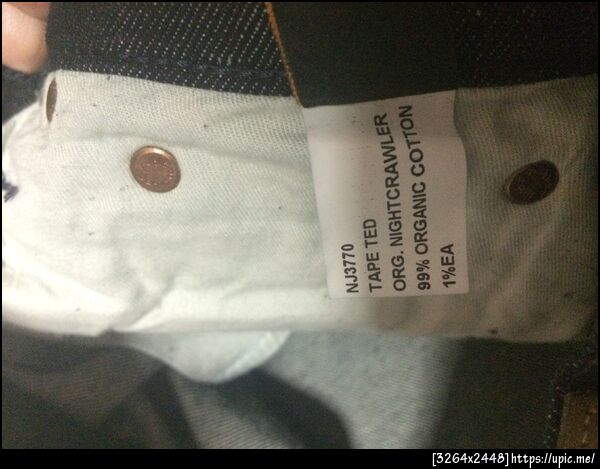 NJ3770
TAPE TED
ORG. NIGHTCRAWLER
99% ORGANIC COTTON
1%EA
[3264x2448]https://upic.me/